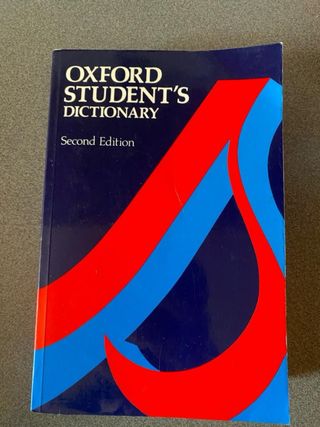 OXFORD
STUDENT'S
DICTIONARY
Second Edition